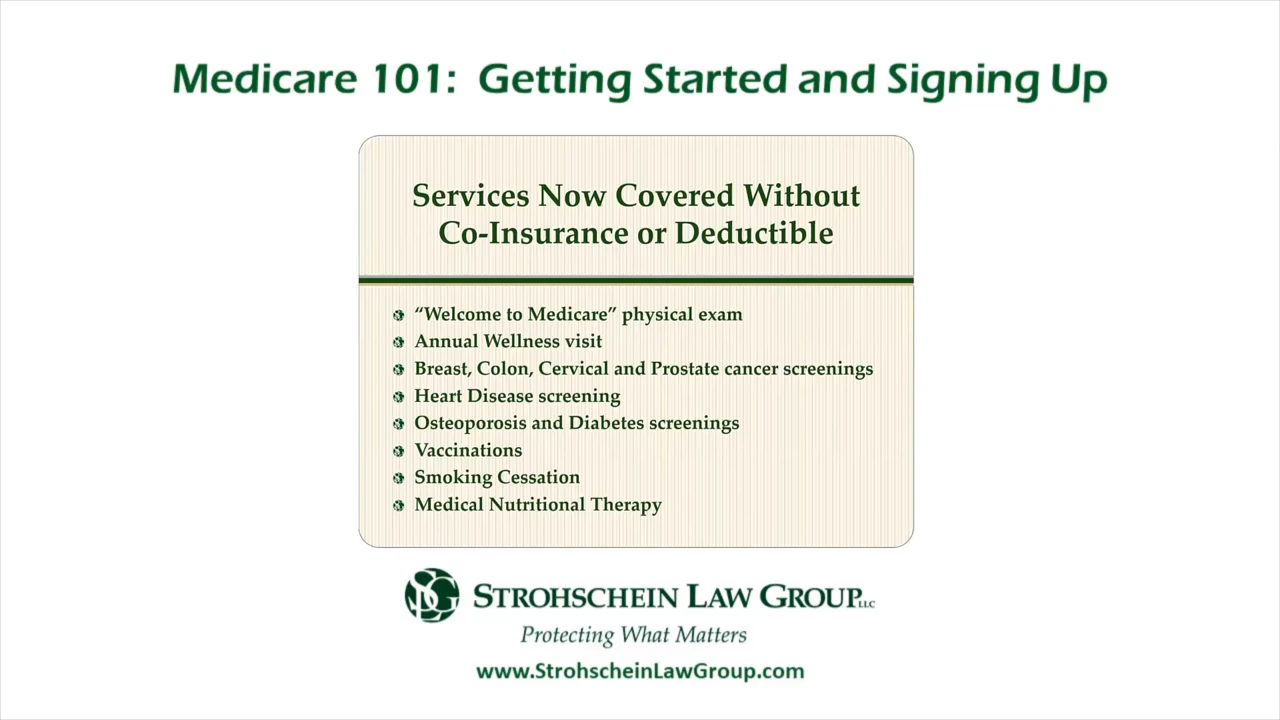 Medicare 101: Getting Started and Signing Up
Services Now Covered Without
Co-Insurance or Deductible
“Welcome to Medicare” physical exam
Annual Wellness visit
Breast, Colon, Cervical and Prostate cancer screenings
Heart Disease screening
Osteoporosis and Diabetes screenings
Vaccinations
Smoking Cessation
Medical Nutritional Therapy
SLG
STROHSCHEIN LAW GROUP LLC
Protecting What Matters
www.StrohscheinLawGroup.com